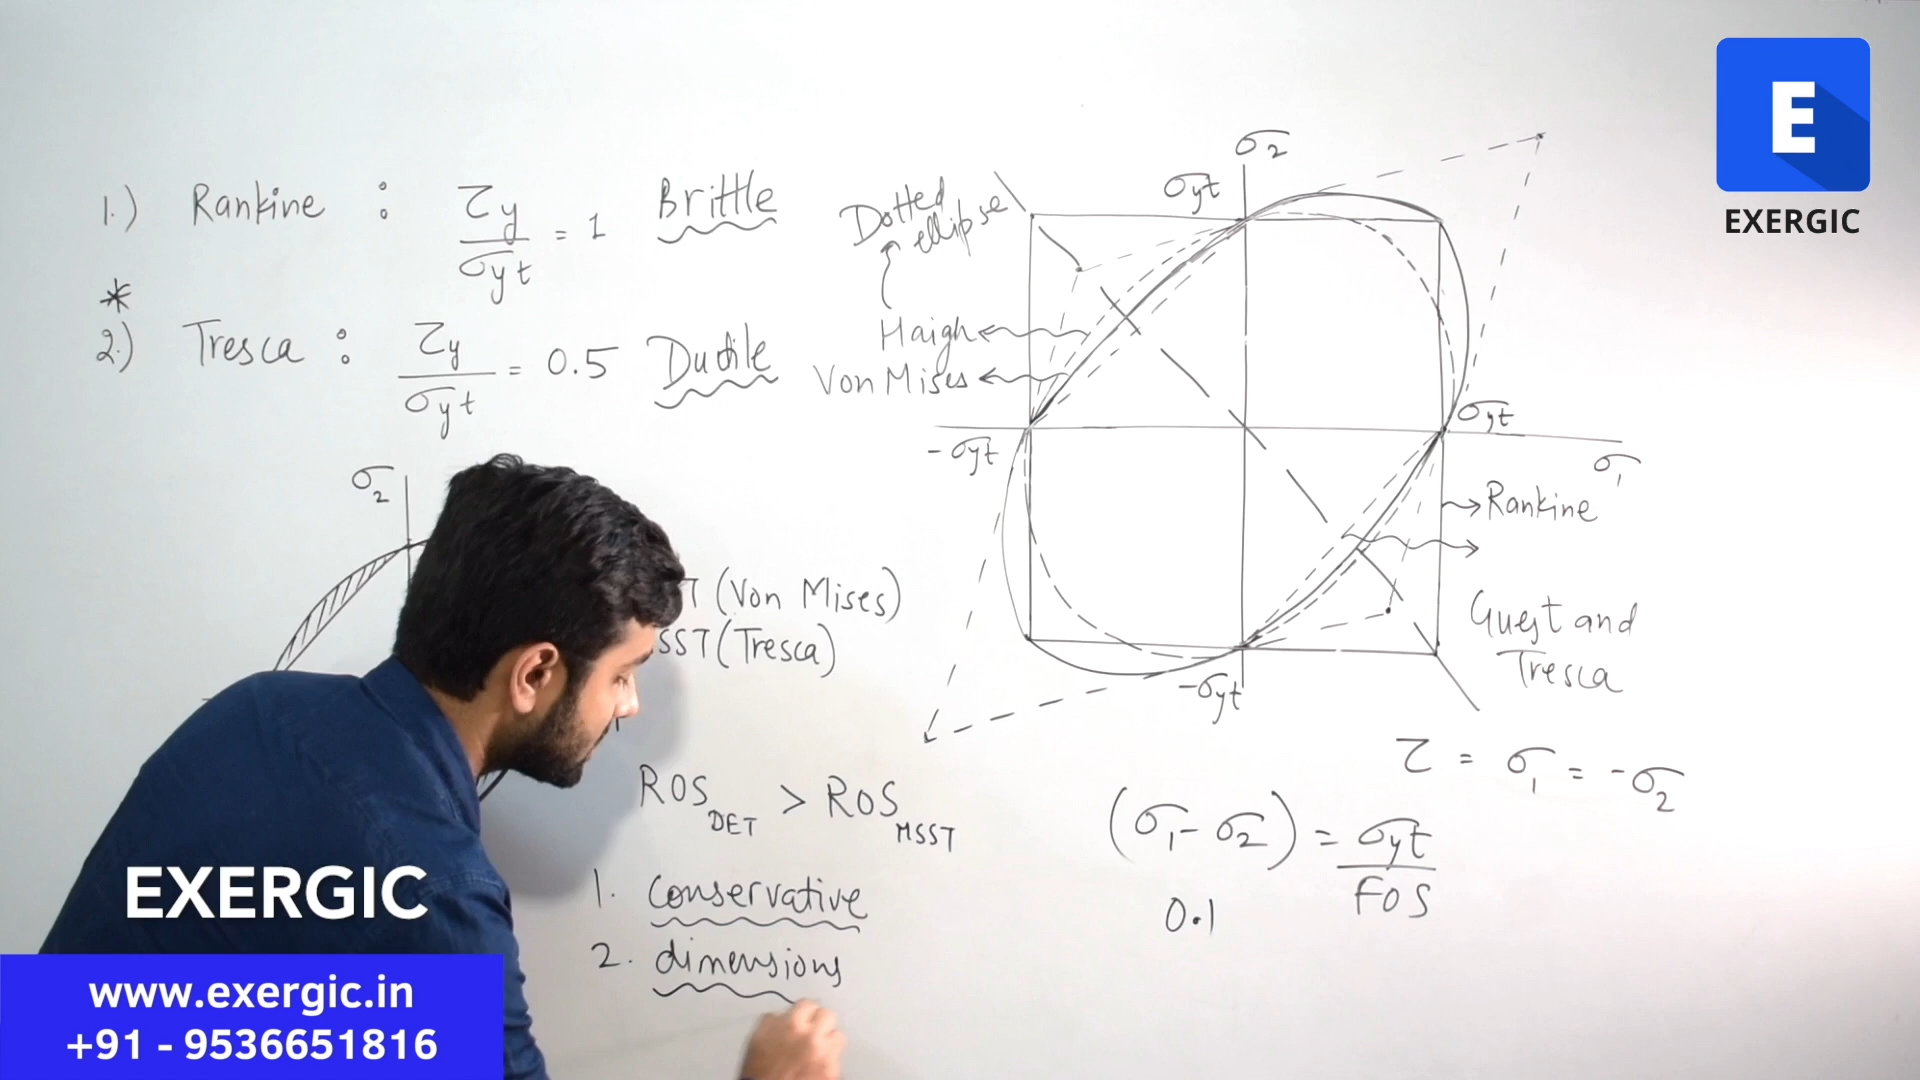 1.) Rankine : τy / σyt = 1 Brittle
*
2.) Tresca : τy / σyt = 0.5 Ductile
σ2
T (Von Mises)
SST (Tresca)
ROS DET > ROS MSST
1. conservative
2. dimensions
Dotted
ellipse
Haigh
Von Mises
σ2
σyt
σyt
-σyt
σ1
Rankine
Guest and
Tresca
-σyt
τ = σ1 = -σ2
(σ1 - σ2) = σyt / FOS
0.1
E
EXERGIC
EXERGIC
www.exergic.in
+91 - 9536651816